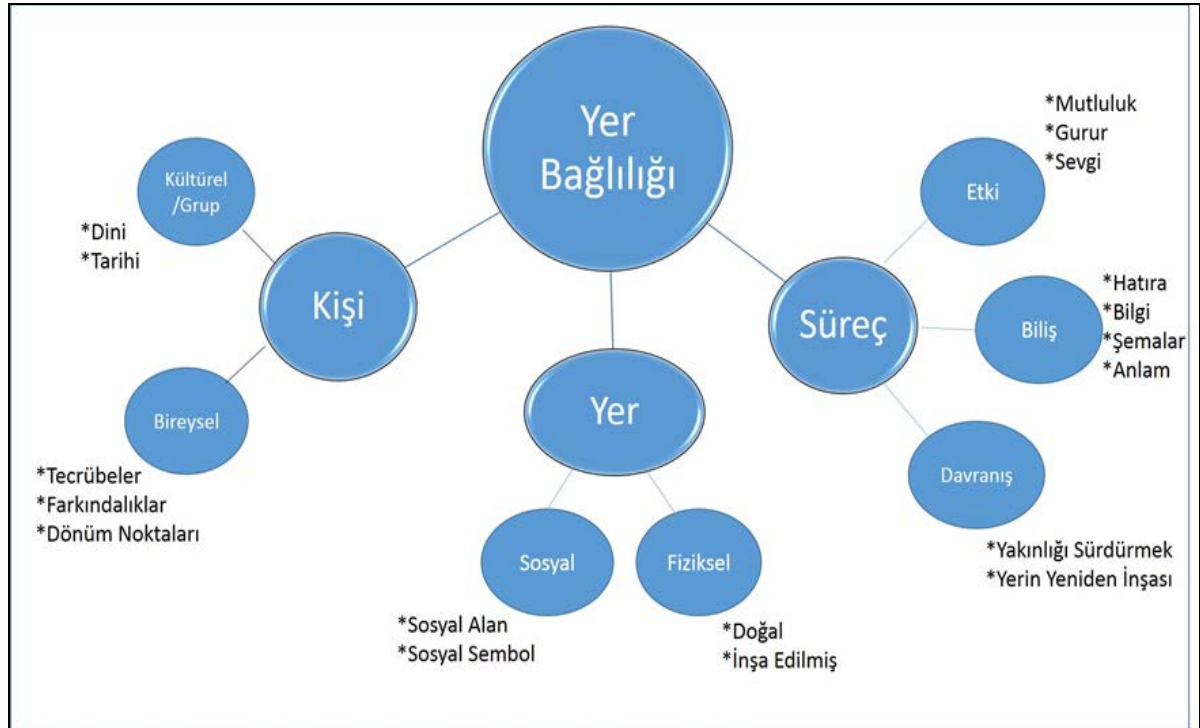 Yer
Bağlılığı
Kişi
Kültürel
/Grup
*Dini
*Tarihi
Bireysel
*Tecrübeler
*Farkındalıklar
*Dönüm Noktaları
Yer
Sosyal
*Sosyal Alan
*Sosyal Sembol
Fiziksel
*Doğal
*İnşa Edilmiş
Süreç
Etki
*Mutluluk
*Gurur
*Sevgi
Biliş
*Hatıra
*Bilgi
*Şemalar
*Anlam
Davranış
*Yakınlığı Sürdürmek
*Yerin Yeniden İnşası